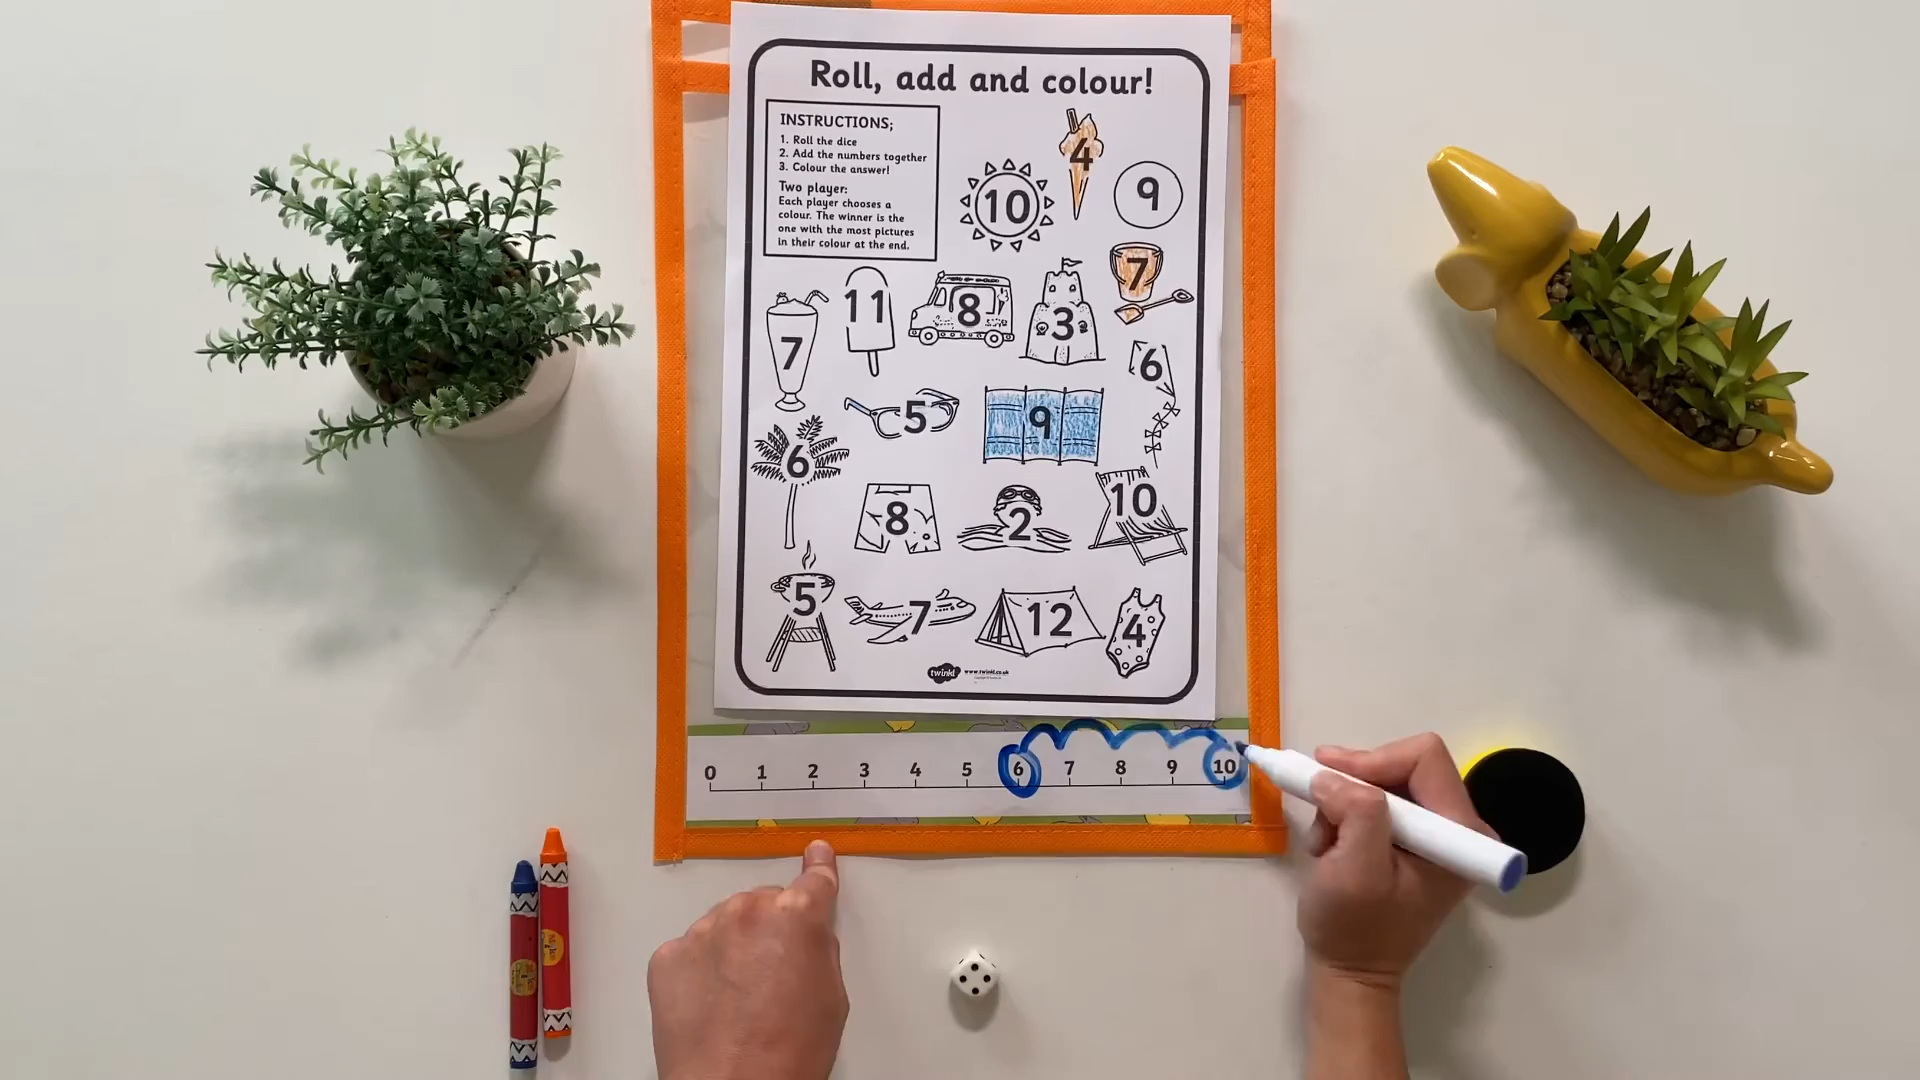 Roll, add and colour!
INSTRUCTIONS;
1. Roll the dice
2. Add the numbers together
3. Colour the answer!
Two player:
Each player chooses a
colour. The winner is the
one with the most pictures
in their colour at the end.
4
10
9
7
11
8
3
7
6
5
9
6
8
2
10
5
7
12
4
twinkl
www.twinkl.co.uk
0 1 2 3 4 5 6 7 8 9 10